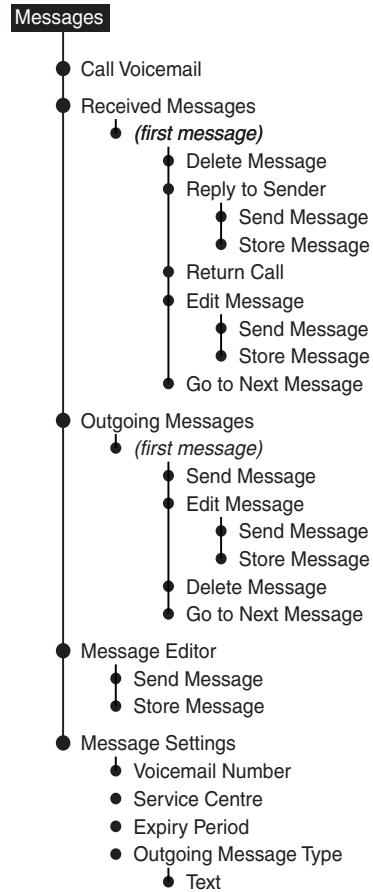 Messages
Call Voicemail
Received Messages
(first message)
Delete Message
Reply to Sender
Send Message
Store Message
Return Call
Edit Message
Send Message
Store Message
Go to Next Message
Outgoing Messages
(first message)
Send Message
Edit Message
Send Message
Store Message
Delete Message
Go to Next Message
Message Editor
Send Message
Store Message
Message Settings
Voicemail Number
Service Centre
Expiry Period
Outgoing Message Type
Text